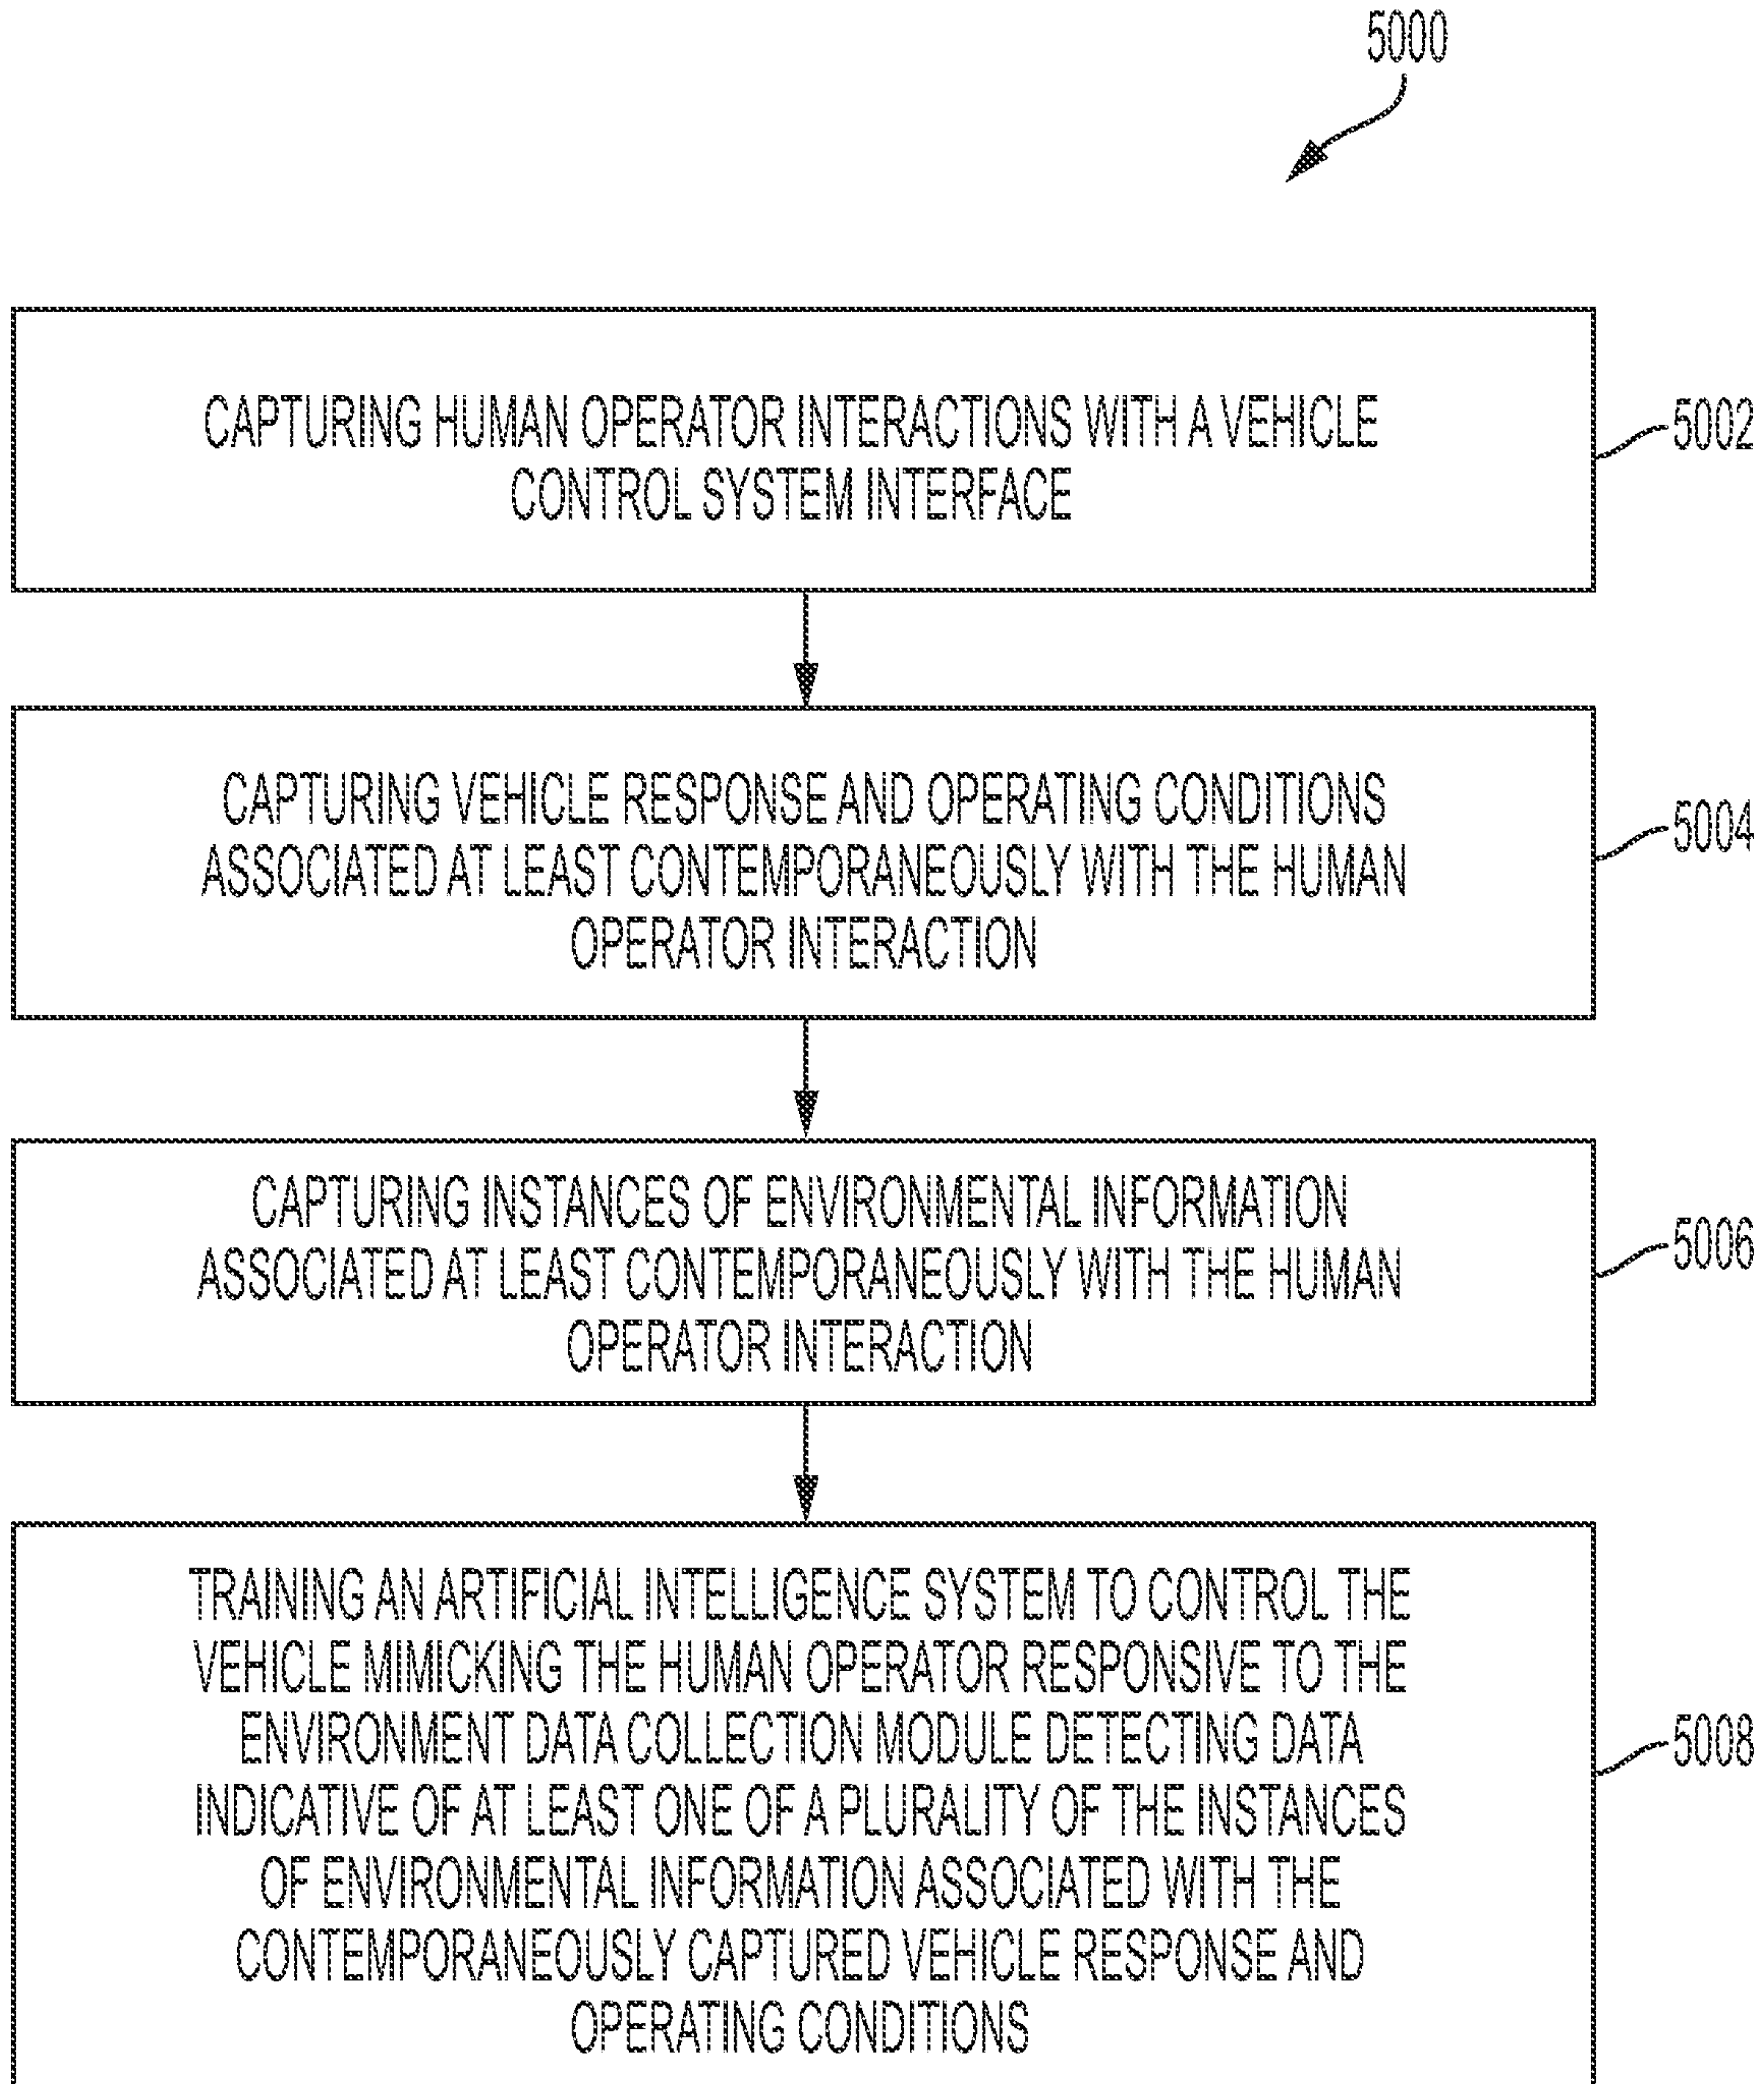 5000
CAPTURING HUMAN OPERATOR INTERACTIONS WITH A VEHICLE
CONTROL SYSTEM INTERFACE
5002
CAPTURING VEHICLE RESPONSE AND OPERATING CONDITIONS
ASSOCIATED AT LEAST CONTEMPORANEOUSLY WITH THE HUMAN
OPERATOR INTERACTION
5004
CAPTURING INSTANCES OF ENVIRONMENTAL INFORMATION
ASSOCIATED AT LEAST CONTEMPORANEOUSLY WITH THE HUMAN
OPERATOR INTERACTION
5006
TRAINING AN ARTIFICIAL INTELLIGENCE SYSTEM TO CONTROL THE
VEHICLE MIMICKING THE HUMAN OPERATOR RESPONSIVE TO THE
ENVIRONMENT DATA COLLECTION MODULE DETECTING DATA
INDICATIVE OF AT LEAST ONE OF A PLURALITY OF THE INSTANCES
OF ENVIRONMENTAL INFORMATION ASSOCIATED WITH THE
CONTEMPORANEOUSLY CAPTURED VEHICLE RESPONSE AND
OPERATING CONDITIONS
5008